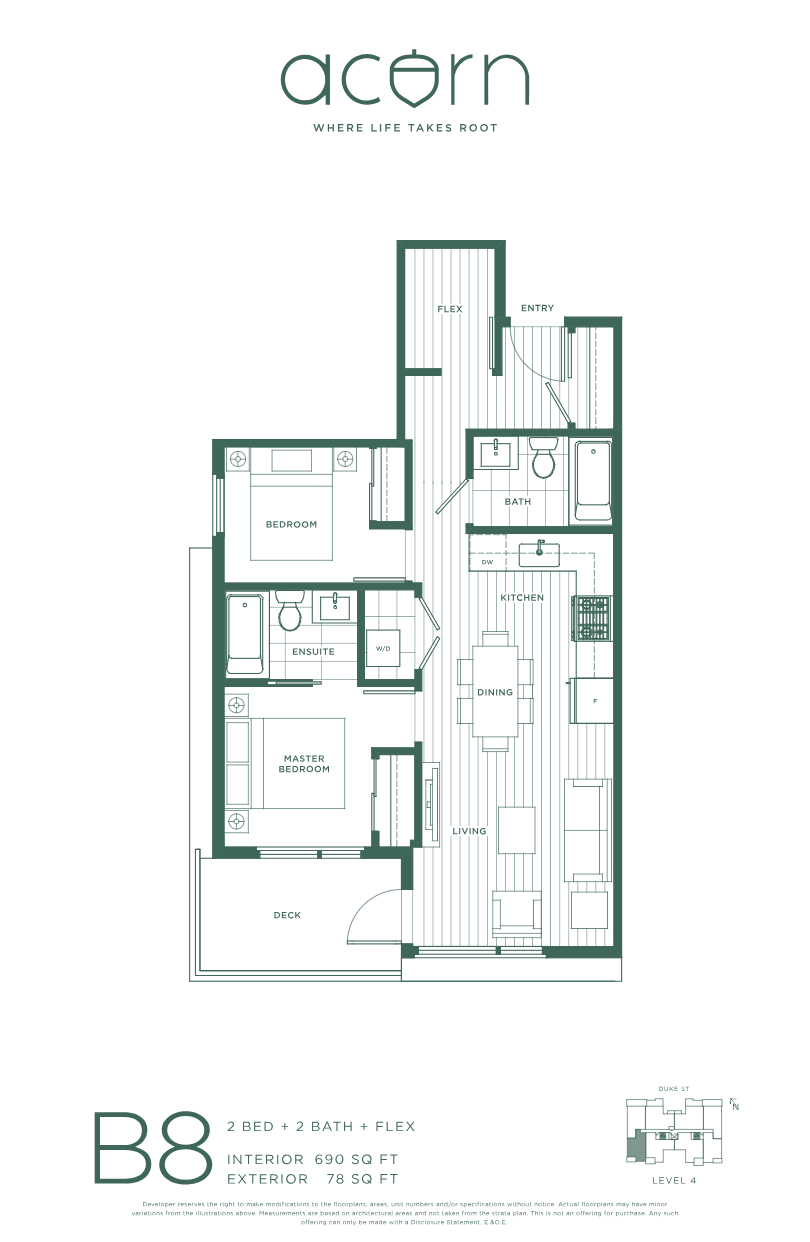 acorn
WHERE LIFE TAKES ROOT
FLEX
ENTRY
BATH
BEDROOM
DW
KITCHEN
ENSUITE
W/D
DINING
F
MASTER
BEDROOM
LIVING
DECK
B8
2 BED + 2 BATH + FLEX
INTERIOR 690 SQ FT
EXTERIOR 78 SQ FT
DUKE ST
N
LEVEL 4
Developer reserves the right to make modifications to the floorplans, areas, unit numbers and/or specifications without notice. Actual floorplans may have minor
variations from the illustrations above. Measurements are based on architectural areas and not taken from the strata plan. This is not an offering for purchase. Any such
offering can only be made with a Disclosure Statement. E.&O.E.